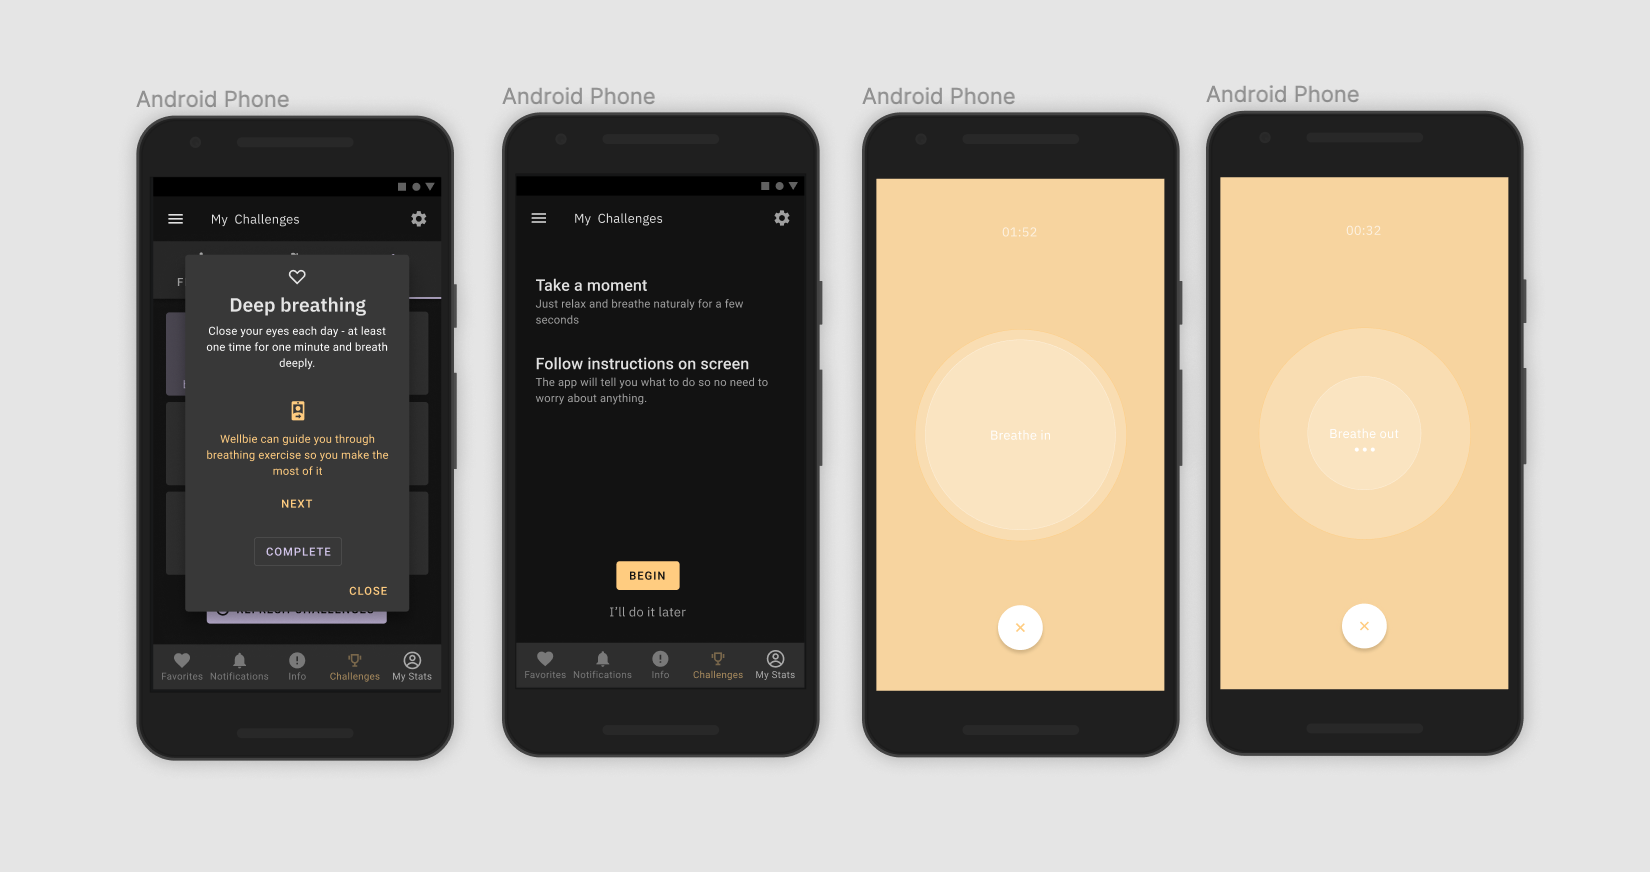 Android Phone
My Challenges
F
Deep breathing
Close your eyes each day - at least
one time for one minute and breath
deeply.
Wellbie can guide you through
breathing exercise so you make the
most of it
NEXT
COMPLETE
CLOSE
REFRESH CHALLENGES
Favorites
Notifications
Info
Challenges
My Stats
Android Phone
My Challenges
Take a moment
Just relax and breathe naturaly for a few
seconds
Follow instructions on screen
The app will tell you what to do so no need to
worry about anything.
BEGIN
I'll do it later
Favorites
Notifications
Info
Challenges
My Stats
Android Phone
01:52
Breathe in
Android Phone
00:32
Breathe out